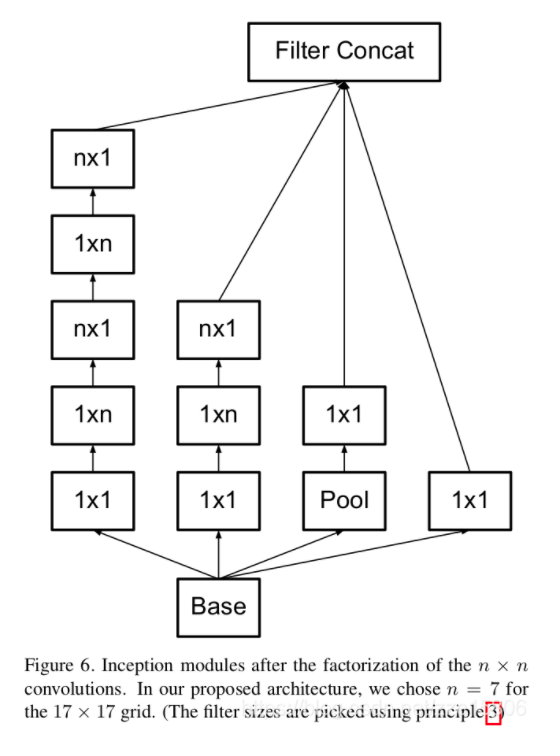 Filter Concat
nx1
1xn
nx1
nx1
1xn
1xn
1x1
1x1
1x1
Pool
1x1
Base
Figure 6. Inception modules after the factorization of the n × n
convolutions. In our proposed architecture, we chose n = 7 for
the 17 × 17 grid. (The filter sizes are picked using principle 3)